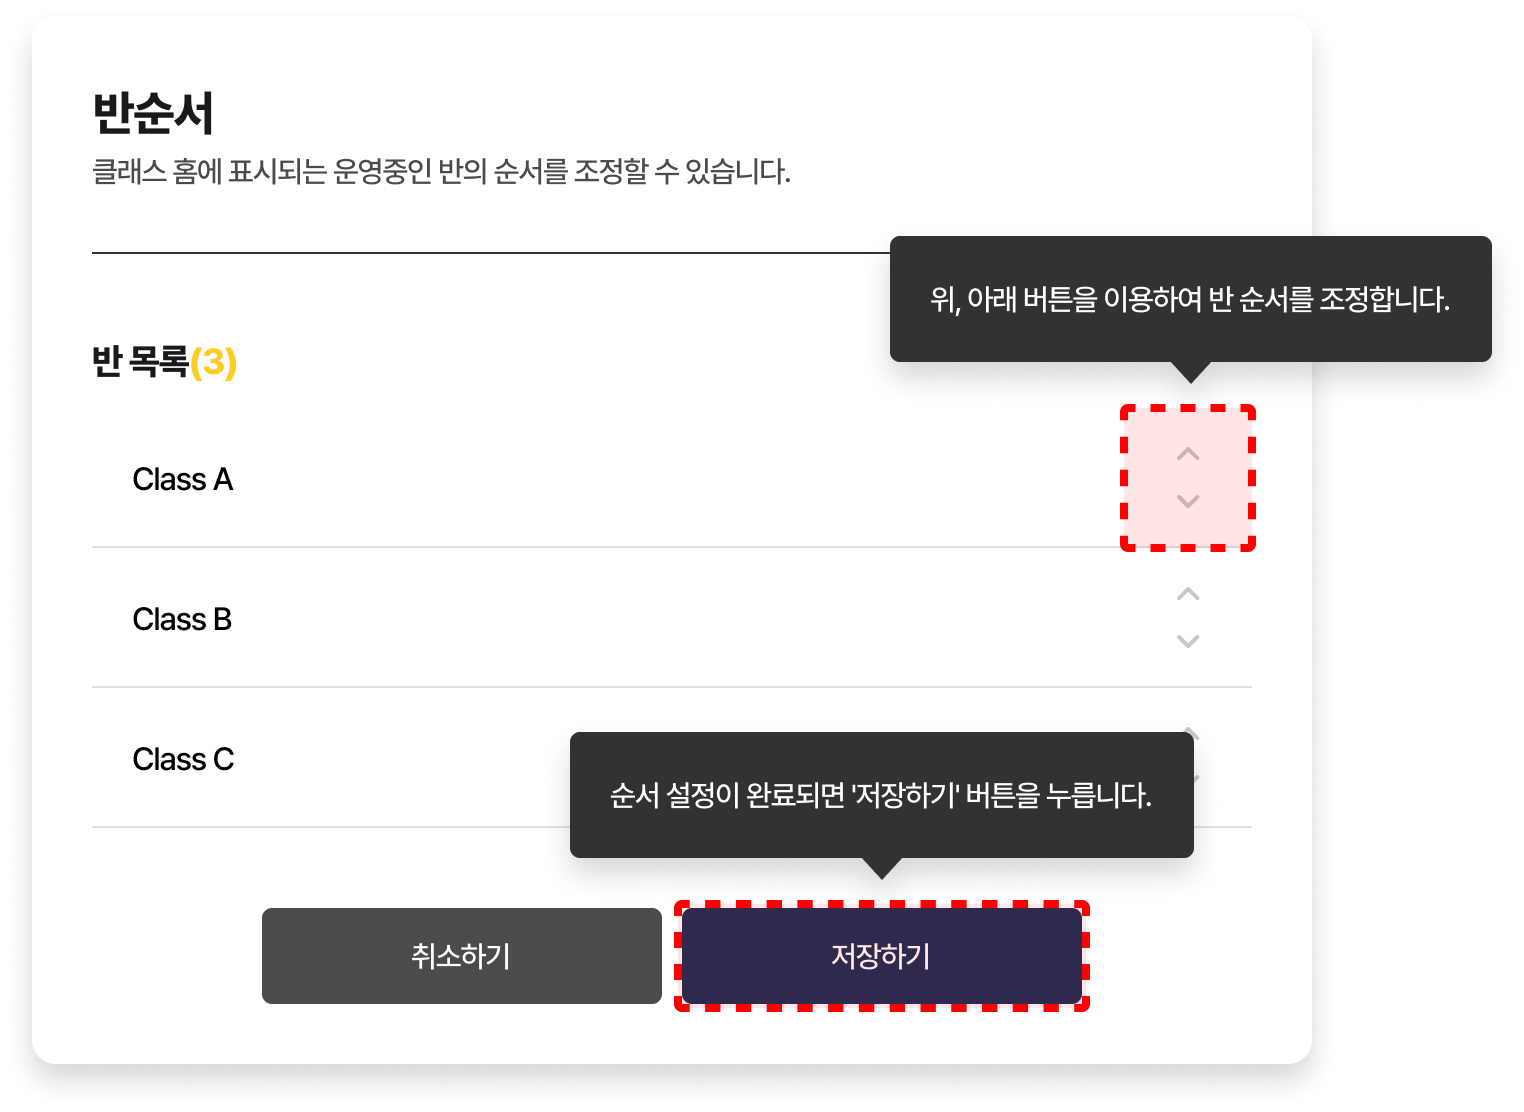 반순서
클래스 홈에 표시되는 운영중인 반의 순서를 조정할 수 있습니다.
위, 아래 버튼을 이용하여 반 순서를 조정합니다.
반 목록(3)
Class A
Class B
Class C
순서 설정이 완료되면 '저장하기' 버튼을 누릅니다.
취소하기
저장하기